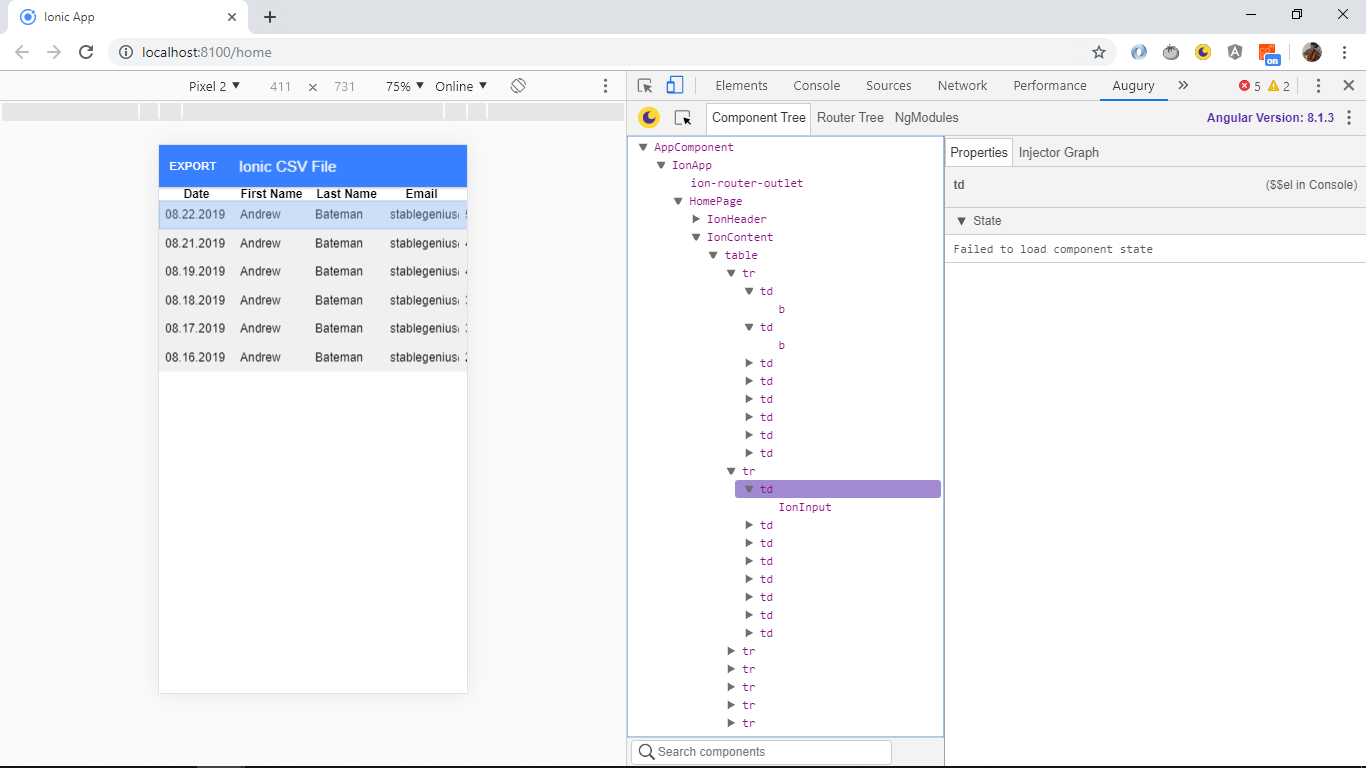 Ionic App
localhost:8100/home
on
Pixel 2 411 × 731 75% Online
Elements Console Sources Network Performance Augury 5 2
Component Tree Router Tree NgModules Angular Version: 8.1.3
EXPORT Ionic CSV File
Date First Name Last Name Email
08.22.2019 Andrew Bateman stablegenius
08.21.2019 Andrew Bateman stablegenius
08.19.2019 Andrew Bateman stablegenius
08.18.2019 Andrew Bateman stablegenius
08.17.2019 Andrew Bateman stablegenius
08.16.2019 Andrew Bateman stablegenius
AppComponent
IonApp
ion-router-outlet
HomePage
IonHeader
IonContent
table
tr
td
b
td
b
td
td
td
td
td
td
tr
td
IonInput
td
td
td
td
td
td
td
tr
tr
tr
tr
tr
Search components
Properties Injector Graph
td ($$el in Console)
State
Failed to load component state